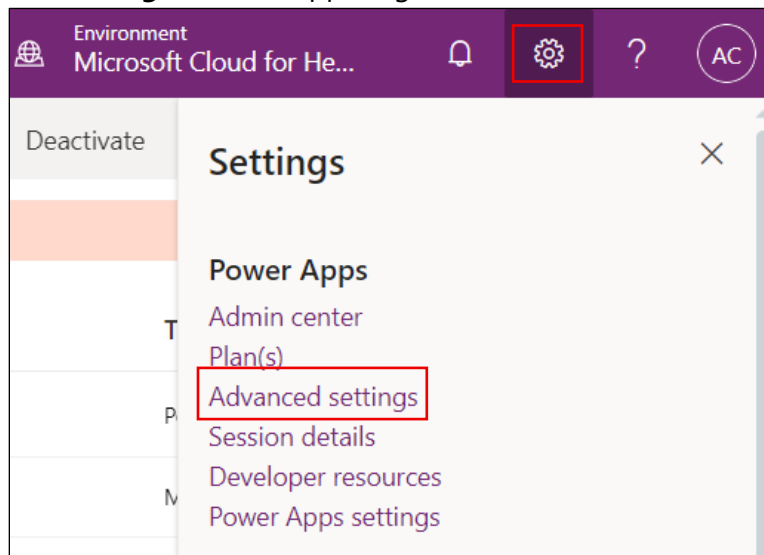 Environment
Microsoft Cloud for He...
?
AC
Deactivate
Settings
Power Apps
Admin center
T
Plan(s)
Advanced settings
P
Session details
Developer resources
M
Power Apps settings